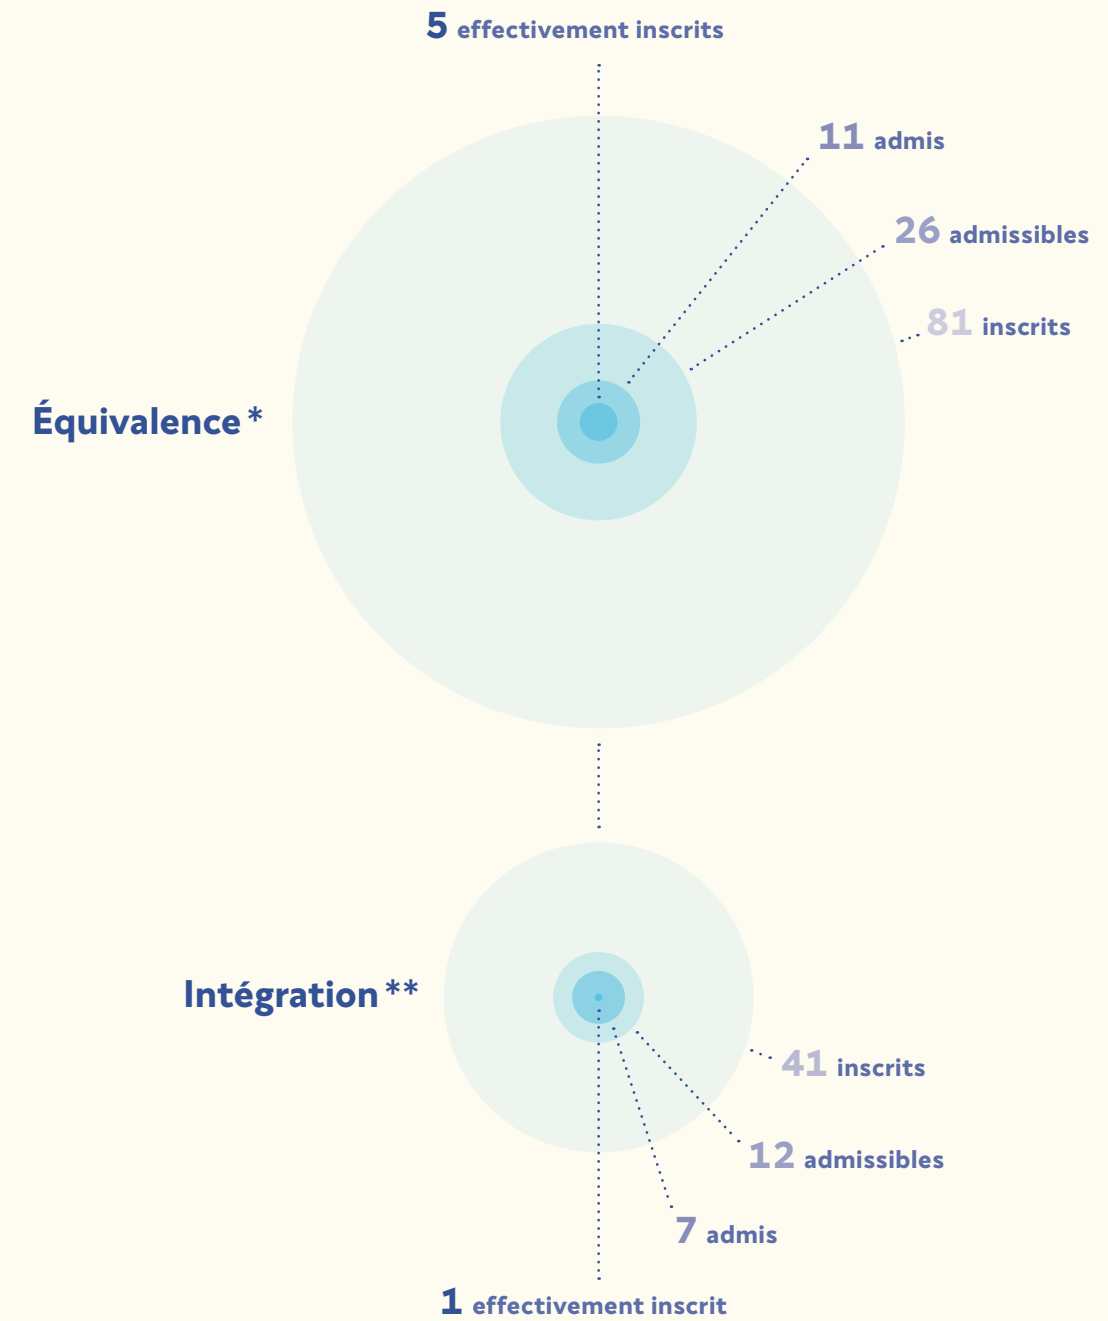 5 effectivement inscrits
11 admis
26 admissibles
81 inscrits
Équivalence *
Intégration **
41 inscrits
12 admissibles
7 admis
1 effectivement inscrit